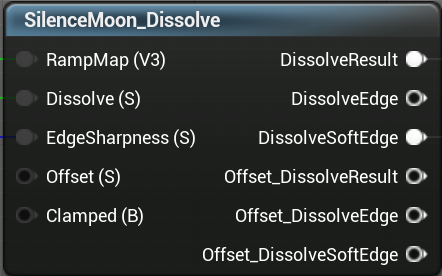 SilenceMoon_Dissolve
RampMap (V3) DissolveResult
Dissolve (S) DissolveEdge
EdgeSharpness (S) DissolveSoftEdge
Offset (S) Offset_DissolveResult
Clamped (B) Offset_DissolveEdge
Offset_DissolveSoftEdge